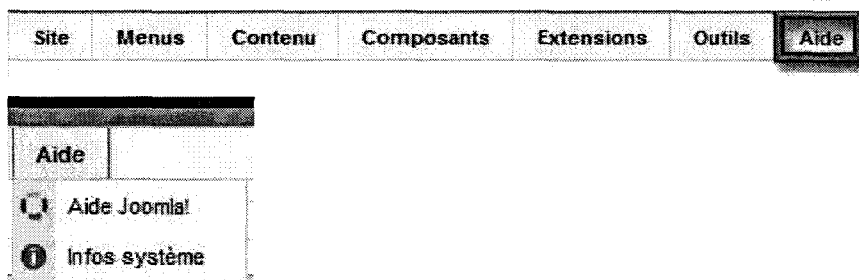 Site Menus Contenu Composants Extensions Outils Aide
Aide
Aide Joomla!
Infos système